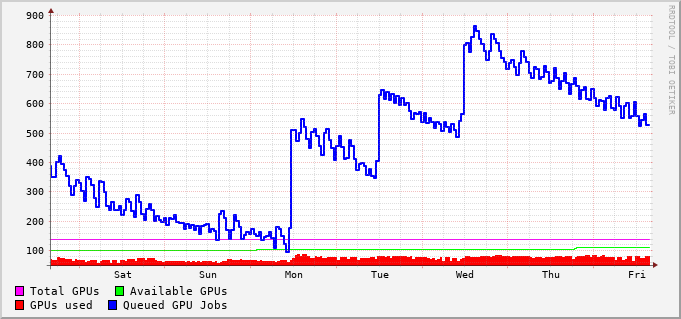 900
800
700
600
500
400
300
200
100
Sat Sun Mon Tue Wed Thu Fri
Total GPUs Available GPUs
GPUs used Queued GPU Jobs
RRDTOOL / TOBI OETIKER